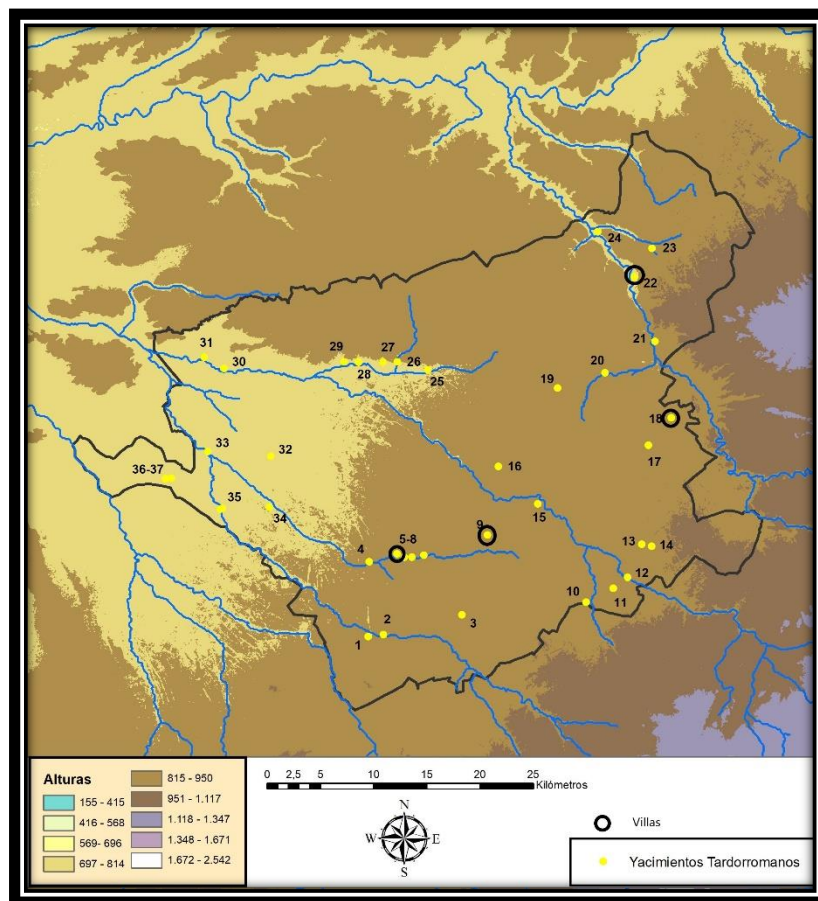 24
23
22
31
21
29
27
30
26
20
28
25
19
18
33
17
32
16
36-37
35
34
15
9
5-8
13
14
4
12
10
11
2
3
1
Alturas
155 - 415
416 - 568
569- 696
697 - 814
815 - 950
951 - 1.117
1.118 - 1.347
1.348 - 1.671
1.672 - 2.542
0 2,5 5 10 15 20 25
Kilómetros
N
W E
S
Villas
Yacimientos Tardorromanos